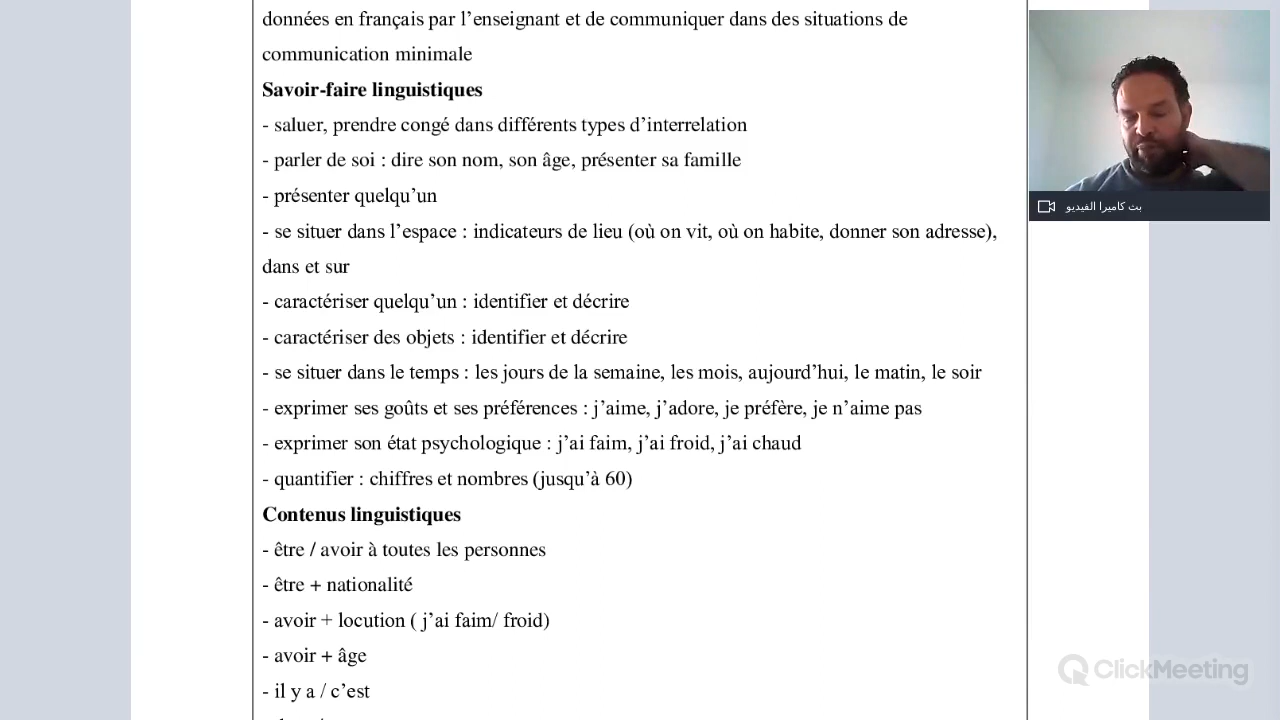 données en français par l’enseignant et de communiquer dans des situations de
communication minimale
Savoir-faire linguistiques
- saluer, prendre congé dans différents types d’interrelation
- parler de soi : dire son nom, son âge, présenter sa famille
- présenter quelqu’un
- se situer dans l’espace : indicateurs de lieu (où on vit, où on habite, donner son adresse),
dans et sur
- caractériser quelqu’un : identifier et décrire
- caractériser des objets : identifier et décrire
- se situer dans le temps : les jours de la semaine, les mois, aujourd’hui, le matin, le soir
- exprimer ses goûts et ses préférences : j’aime, j’adore, je préfère, je n’aime pas
- exprimer son état psychologique : j’ai faim, j’ai froid, j’ai chaud
- quantifier : chiffres et nombres (jusqu’à 60)
Contenus linguistiques
- être / avoir à toutes les personnes
- être + nationalité
- avoir + locution ( j’ai faim/ froid)
- avoir + âge
- il y a / c’est
بث كاميرا الفيديو
ClickMeeting